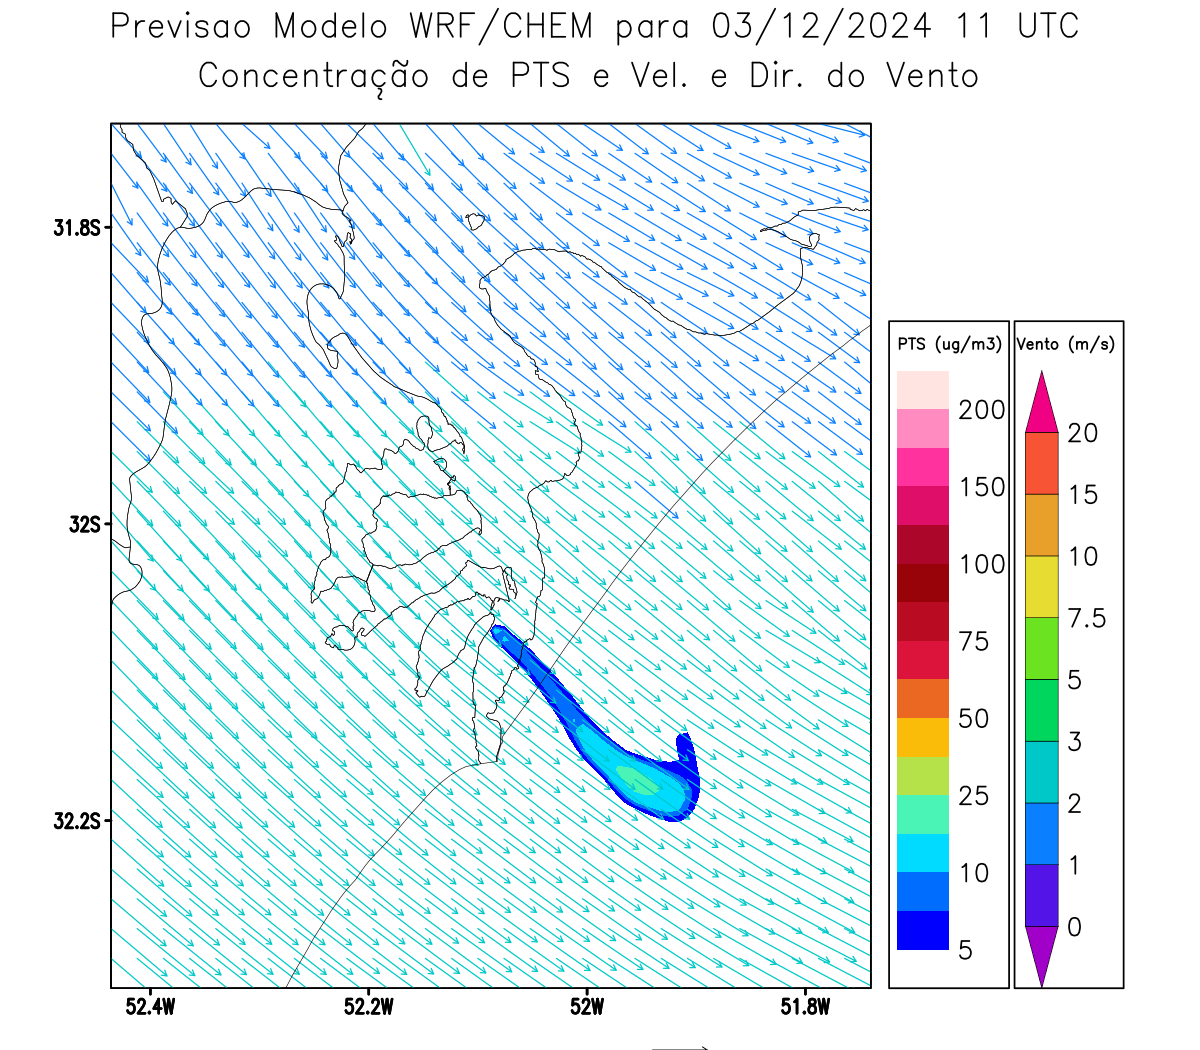 Previsao Modelo WRF/CHEM para 03/12/2024 11 UTC
Concentração de PTS e Vel. e Dir. do Vento
31.8S
32S
32.2S
52.4W 52.2W 52W 51.8W
PTS (ug/m3)
200
150
100
75
50
25
10
5
Vento (m/s)
20
15
10
7.5
5
3
2
1
0